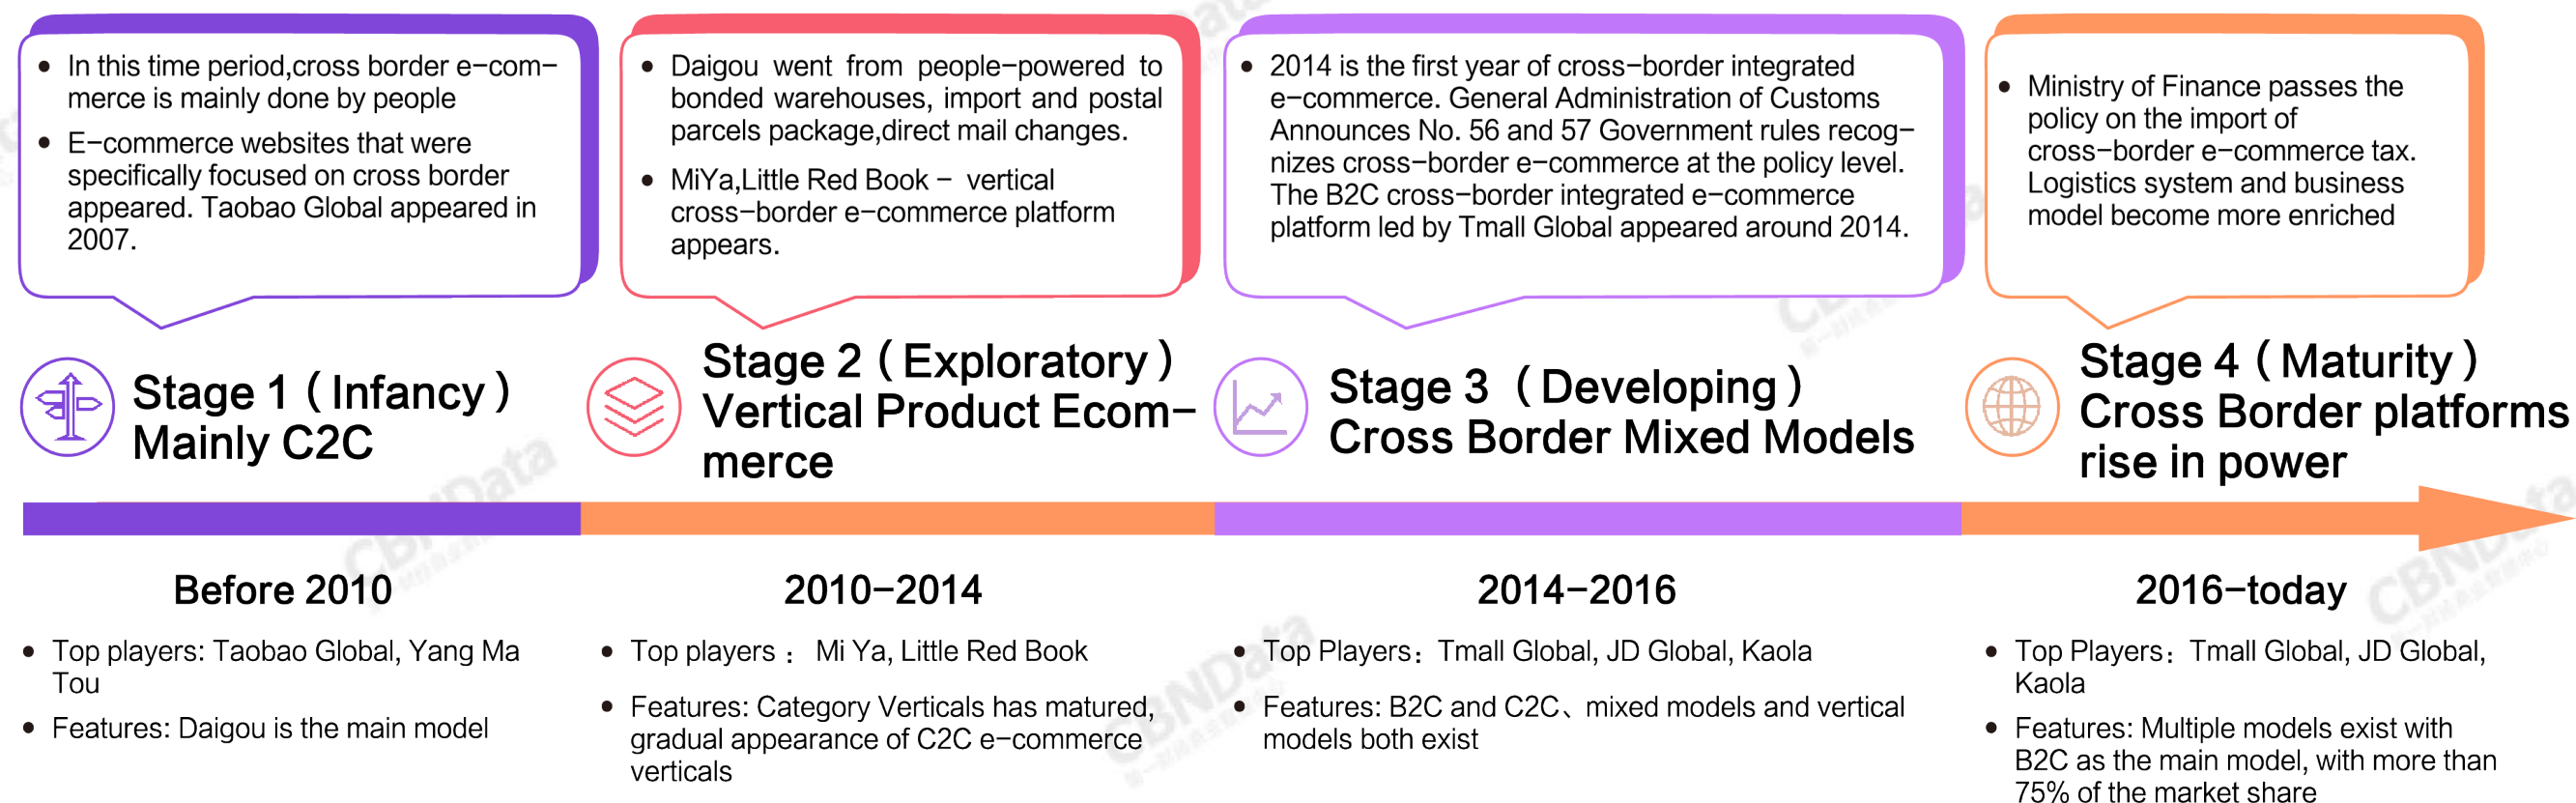 • In this time period,cross border e-com-
merce is mainly done by people
• E-commerce websites that were
specifically focused on cross border
appeared. Taobao Global appeared in
2007.
• Daigou went from people-powered to
bonded warehouses, import and postal
parcels package,direct mail changes.
• MiYa,Little Red Book - vertical
cross-border e-commerce platform
appears.
• 2014 is the first year of cross-border integrated
e-commerce. General Administration of Customs
Announces No. 56 and 57 Government rules recog-
nizes cross-border e-commerce at the policy level.
The B2C cross-border integrated e-commerce
platform led by Tmall Global appeared around 2014.
• Ministry of Finance passes the
policy on the import of
cross-border e-commerce tax.
Logistics system and business
model become more enriched
Stage 1（Infancy）
Mainly C2C
Stage 2（Exploratory）
Vertical Product Ecom-
merce
Stage 3（Developing）
Cross Border Mixed Models
Stage 4（Maturity）
Cross Border platforms
rise in power
Before 2010
• Top players: Taobao Global, Yang Ma
Tou
• Features: Daigou is the main model
2010-2014
• Top players： Mi Ya, Little Red Book
• Features: Category Verticals has matured,
gradual appearance of C2C e-commerce
verticals
2014-2016
• Top Players：Tmall Global, JD Global, Kaola
• Features: B2C and C2C、mixed models and vertical
models both exist
2016-today
• Top Players：Tmall Global, JD Global,
Kaola
• Features: Multiple models exist with
B2C as the main model, with more than
75% of the market share
CBNData
CBNData
CBNData